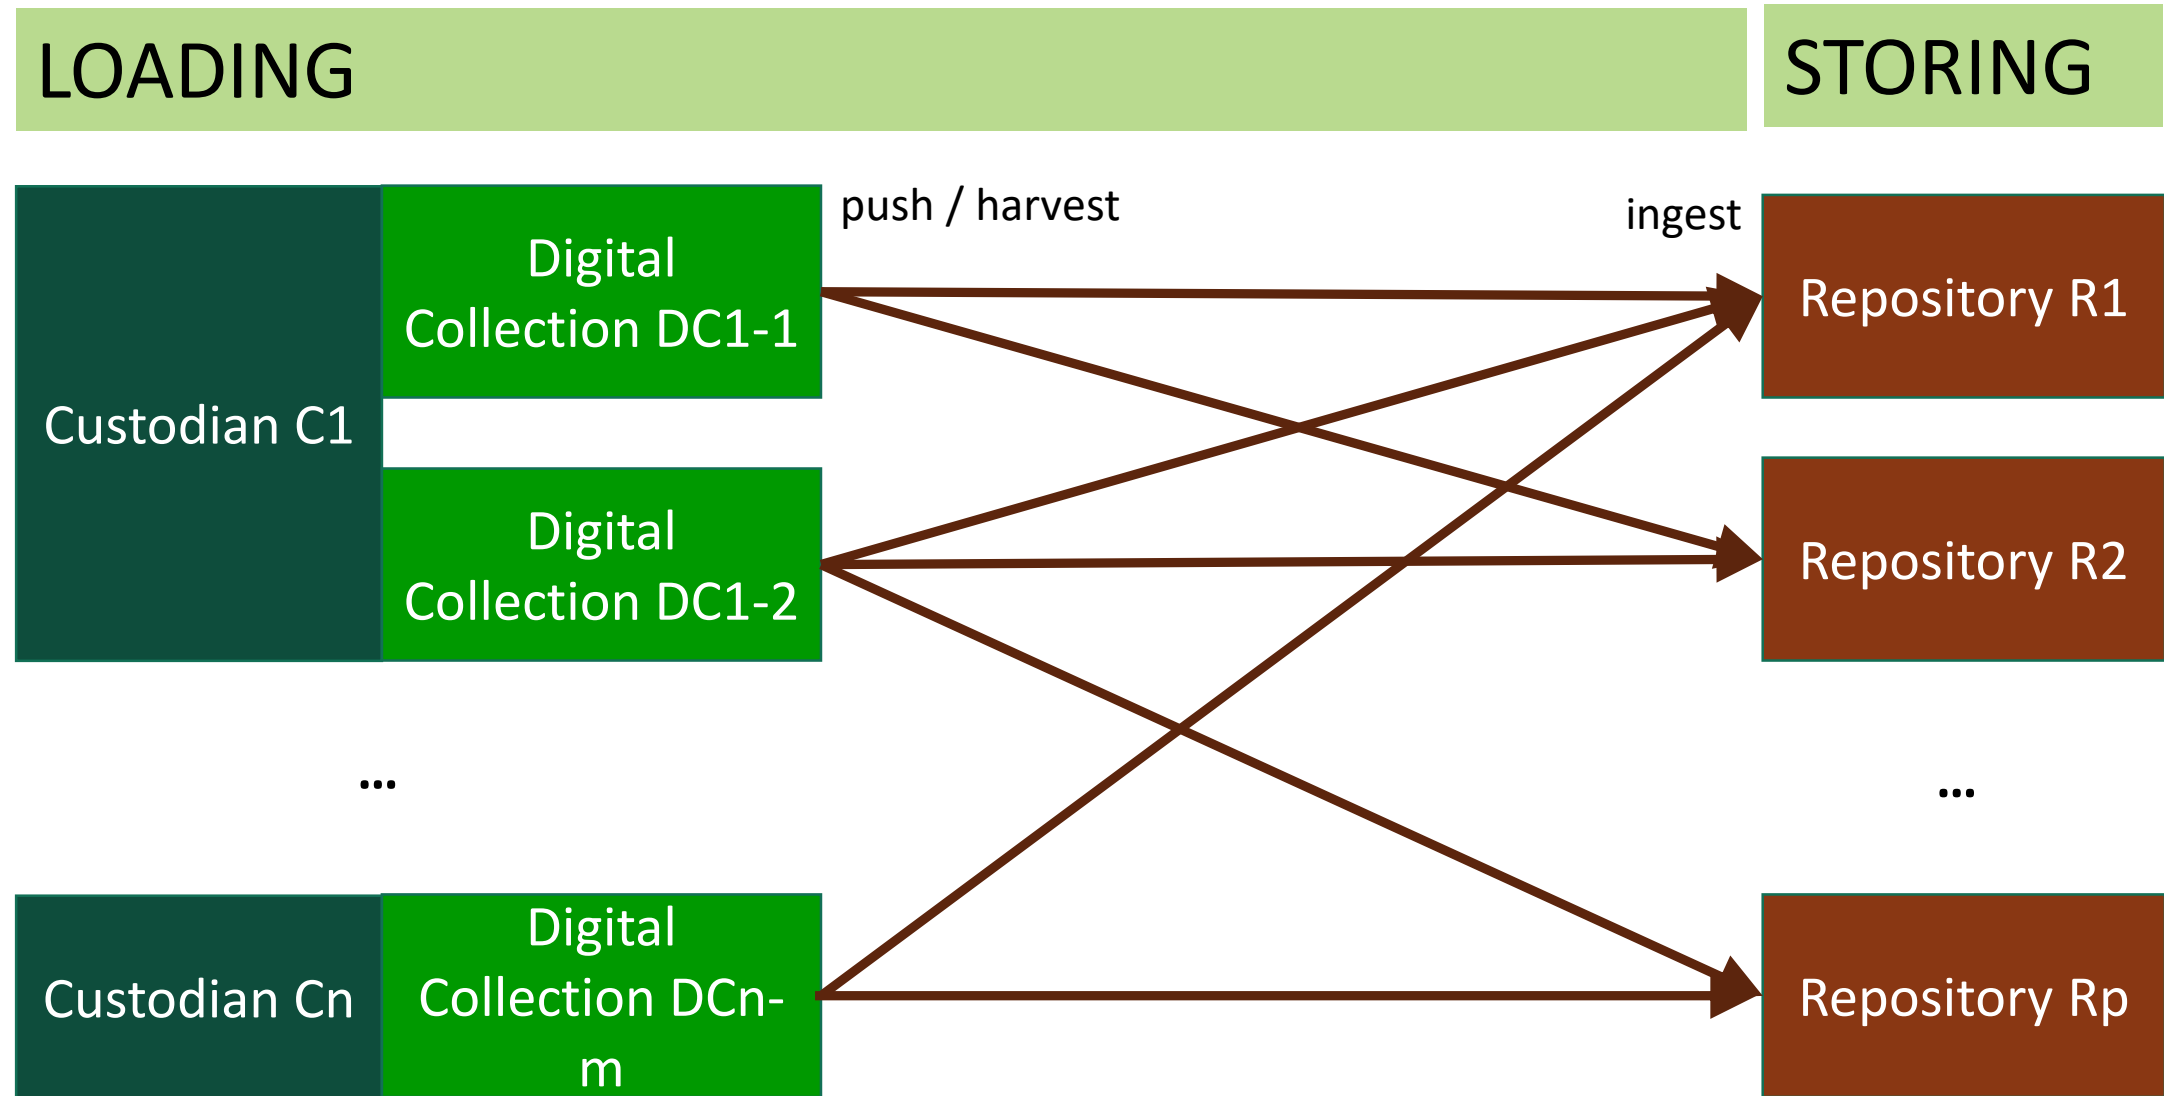 LOADING
STORING
push / harvest
ingest
Custodian C1
Digital
Collection DC1-1
Repository R1
Digital
Collection DC1-2
Repository R2
...
...
Custodian Cn
Digital
Collection DCn-
m
Repository Rp